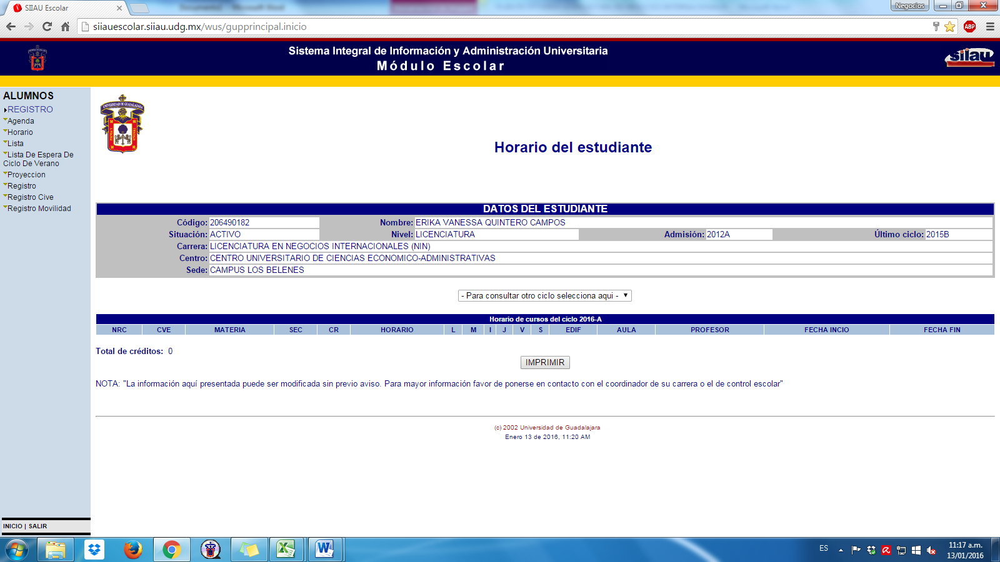 SIIAU Escolar
Negocios
siiauescolar.siiau.udg.mx/wus/gupprincipal.inicio
ABP
Sistema Integral de Información y Administración Universitaria
Módulo Escolar
siiau
ALUMNOS
REGISTRO
Agenda
Horario
Lista
Lista De Espera De
Ciclo De Verano
Proyeccion
Registro
Registro Cive
Registro Movilidad
INICIO | SALIR
UNIVERSIDAD DE GUADALAJARA
Horario del estudiante
DATOS DEL ESTUDIANTE
Código: 206490182 Nombre: ERIKA VANESSA QUINTERO CAMPOS
Situación: ACTIVO Nivel: LICENCIATURA Admisión: 2012A Último ciclo: 2015B
Carrera: LICENCIATURA EN NEGOCIOS INTERNACIONALES (NIN)
Centro: CENTRO UNIVERSITARIO DE CIENCIAS ECONOMICO-ADMINISTRATIVAS
Sede: CAMPUS LOS BELENES
- Para consultar otro ciclo selecciona aqui -
Horario de cursos del ciclo 2016-A
NRC CVE MATERIA SEC CR HORARIO L M I J V S EDIF AULA PROFESOR FECHA INCIO FECHA FIN
Total de créditos: 0
IMPRIMIR
NOTA: "La información aquí presentada puede ser modificada sin previo aviso. Para mayor información favor de ponerse en contacto con el coordinador de su carrera o el de control escolar"
(c) 2002 Universidad de Guadalajara
Enero 13 de 2016, 11:20 AM
ES
11:17 a.m.
13/01/2016